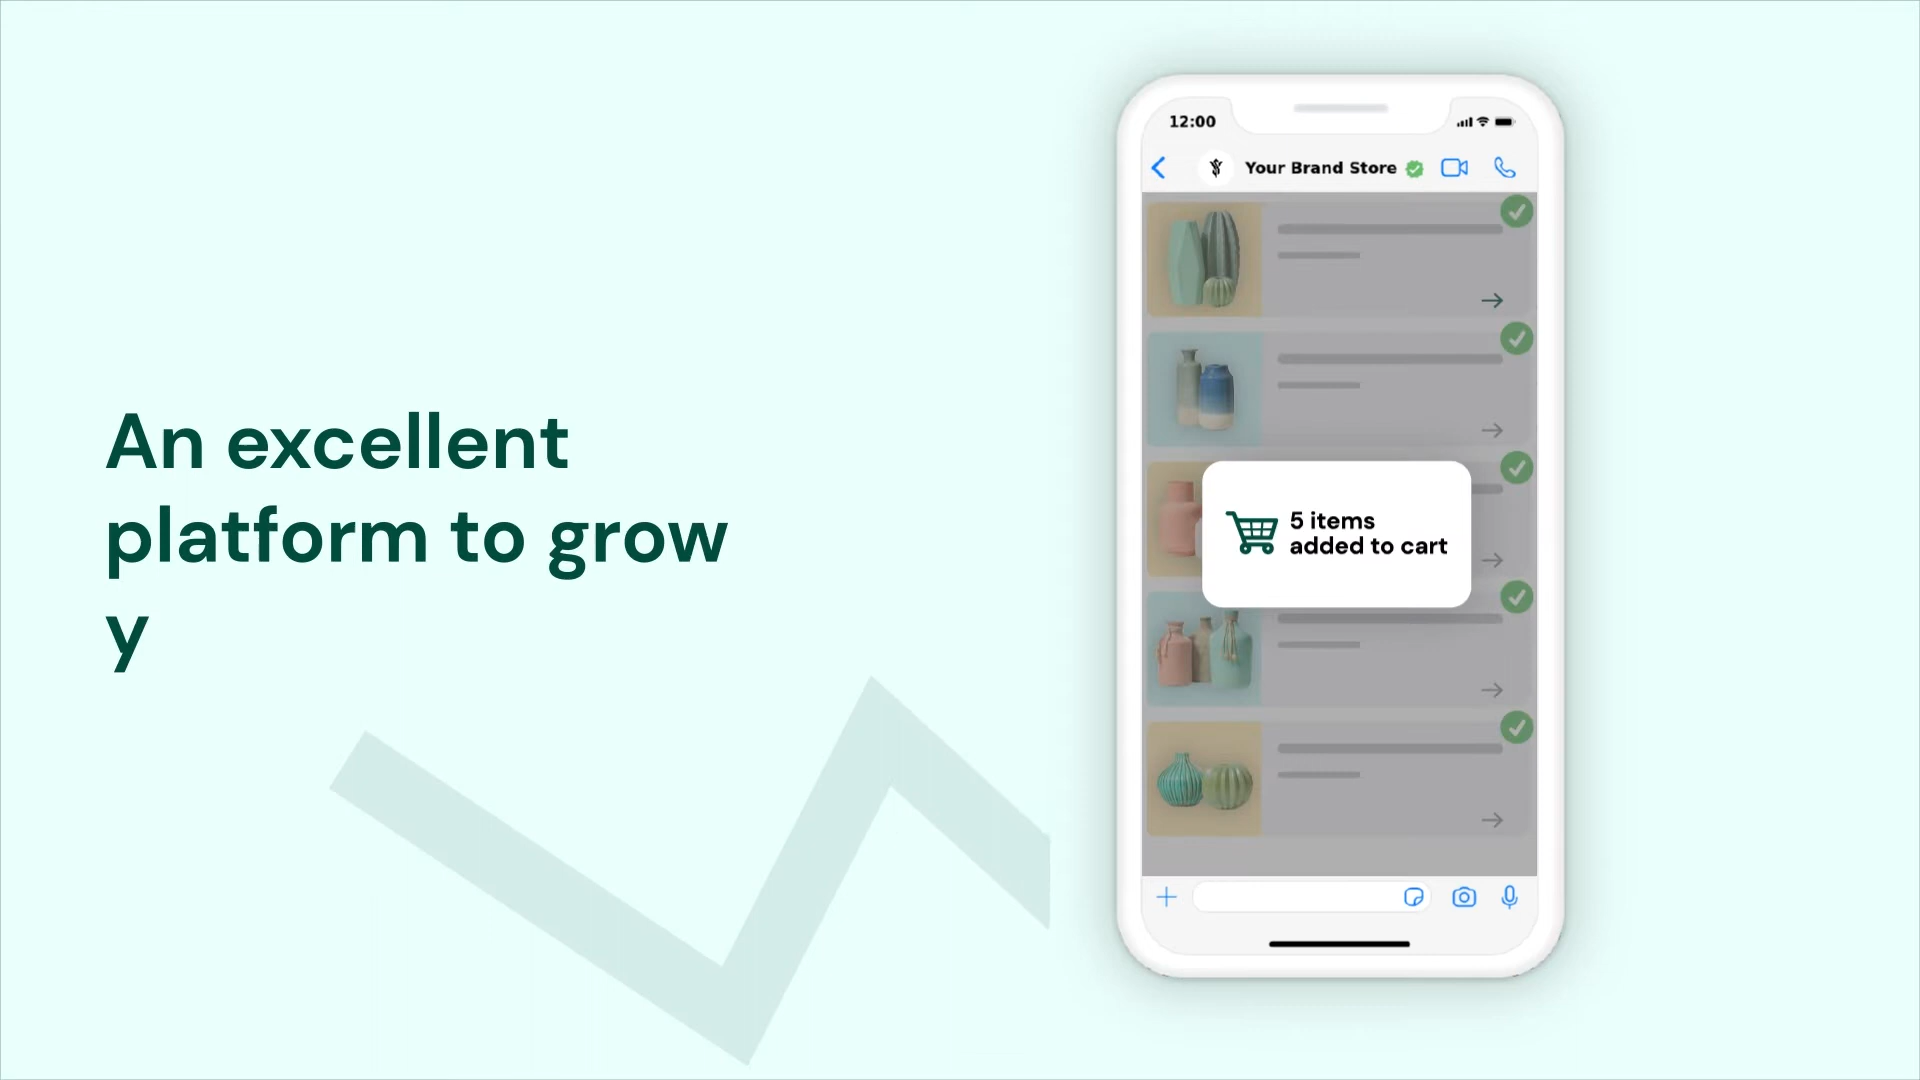 An excellent
platform to grow
y
12:00
Your Brand Store
5 items
added to cart